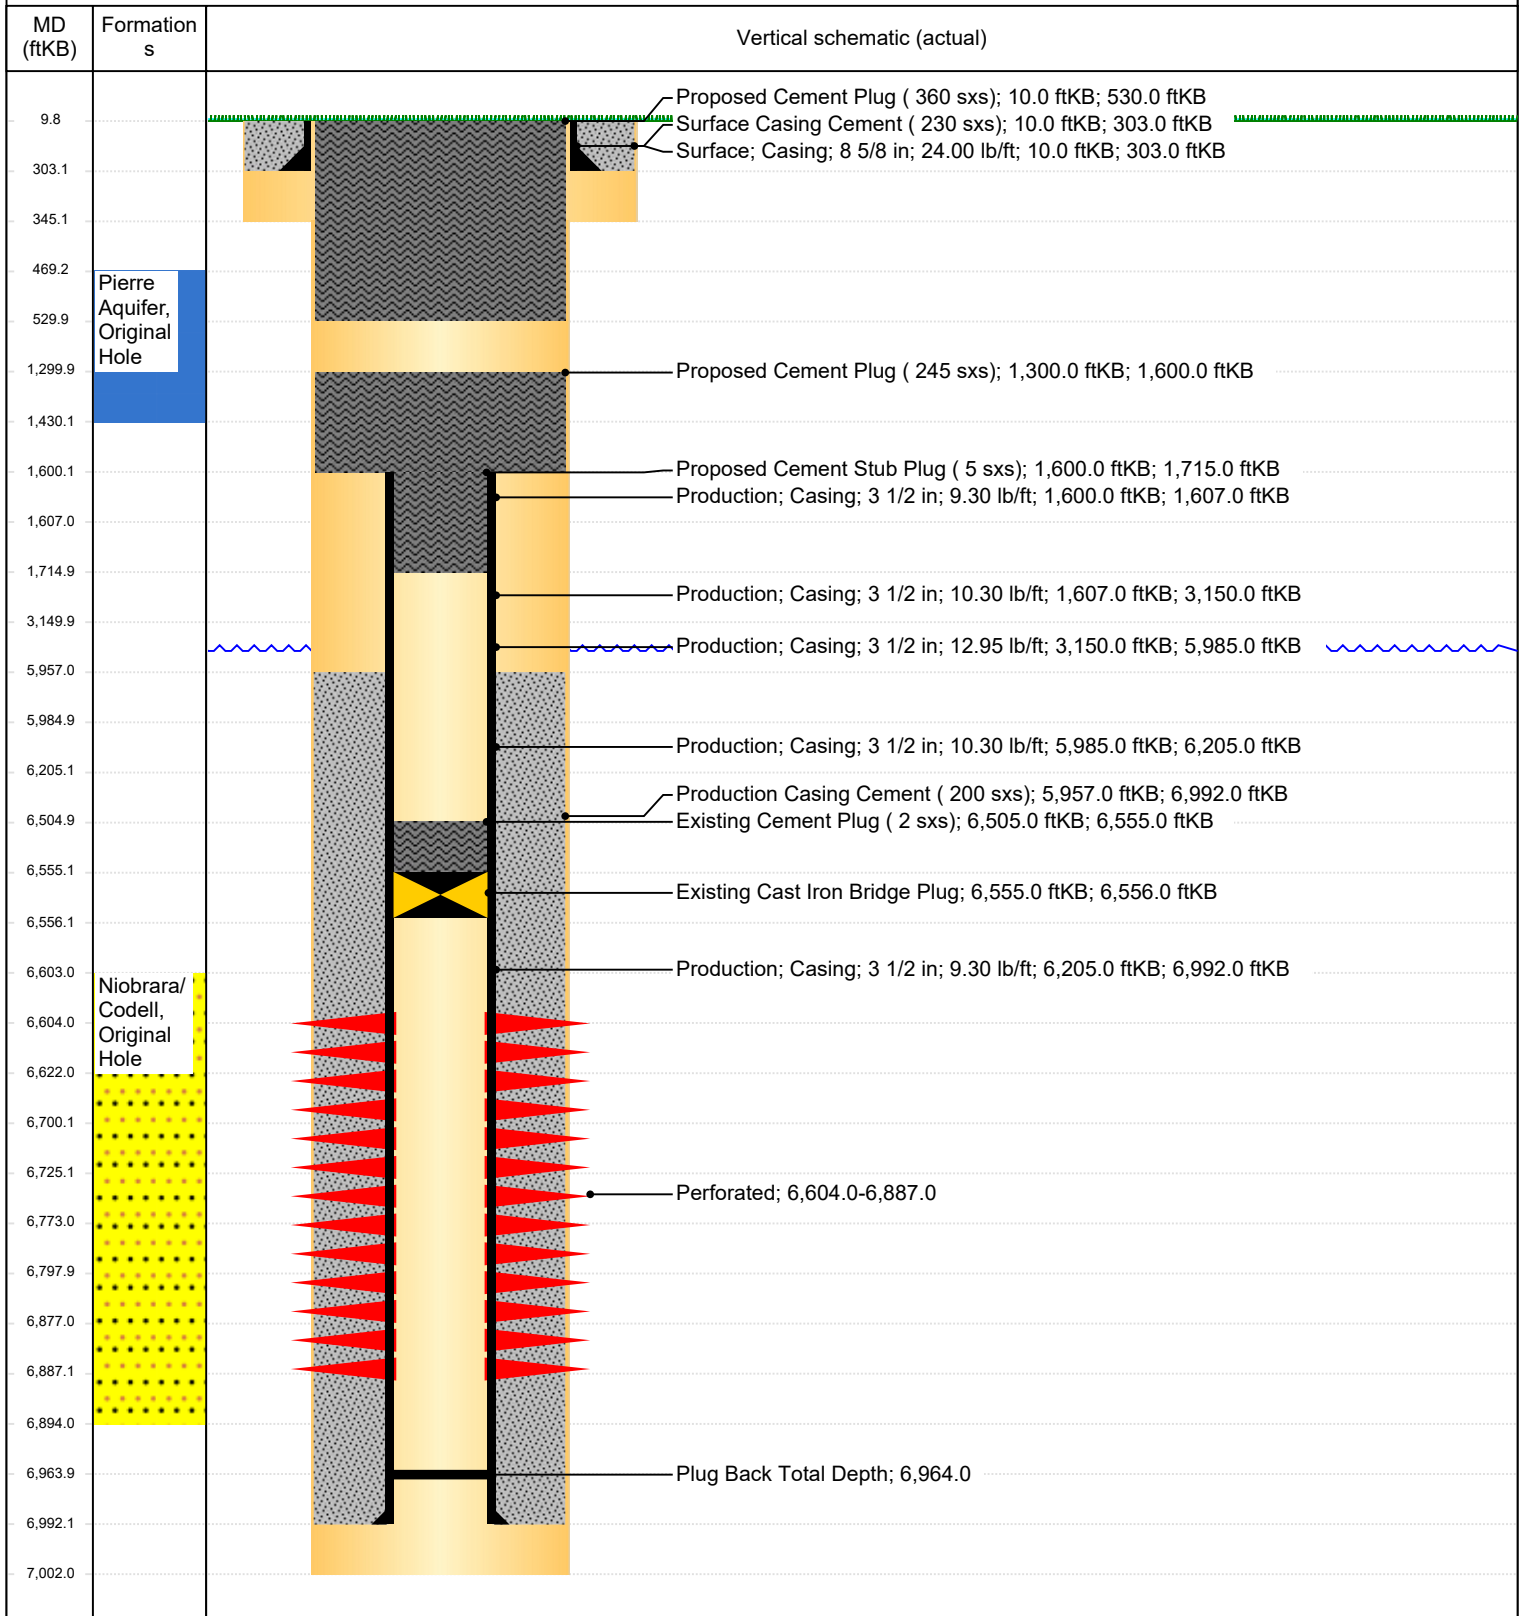 MD
(ftKB)
Formation
s
Vertical schematic (actual)
9.8
303.1
345.1
469.2
529.9
1,299.9
1,430.1
1,600.1
1,607.0
1,714.9
3,149.9
5,957.0
5,984.9
6,205.1
6,504.9
6,555.1
6,556.1
6,603.0
6,604.0
6,622.0
6,700.1
6,725.1
6,773.0
6,797.9
6,877.0
6,887.1
6,894.0
6,963.9
6,992.1
7,002.0
Pierre
Aquifer,
Original
Hole
Niobrara/
Codell,
Original
Hole
Proposed Cement Plug ( 360 sxs); 10.0 ftKB; 530.0 ftKB
Surface Casing Cement ( 230 sxs); 10.0 ftKB; 303.0 ftKB
Surface; Casing; 8 5/8 in; 24.00 lb/ft; 10.0 ftKB; 303.0 ftKB
Proposed Cement Plug ( 245 sxs); 1,300.0 ftKB; 1,600.0 ftKB
Proposed Cement Stub Plug ( 5 sxs); 1,600.0 ftKB; 1,715.0 ftKB
Production; Casing; 3 1/2 in; 9.30 lb/ft; 1,600.0 ftKB; 1,607.0 ftKB
Production; Casing; 3 1/2 in; 10.30 lb/ft; 1,607.0 ftKB; 3,150.0 ftKB
Production; Casing; 3 1/2 in; 12.95 lb/ft; 3,150.0 ftKB; 5,985.0 ftKB
Production; Casing; 3 1/2 in; 10.30 lb/ft; 5,985.0 ftKB; 6,205.0 ftKB
Production Casing Cement ( 200 sxs); 5,957.0 ftKB; 6,992.0 ftKB
Existing Cement Plug ( 2 sxs); 6,505.0 ftKB; 6,555.0 ftKB
Existing Cast Iron Bridge Plug; 6,555.0 ftKB; 6,556.0 ftKB
Production; Casing; 3 1/2 in; 9.30 lb/ft; 6,205.0 ftKB; 6,992.0 ftKB
Perforated; 6,604.0-6,887.0
Plug Back Total Depth; 6,964.0